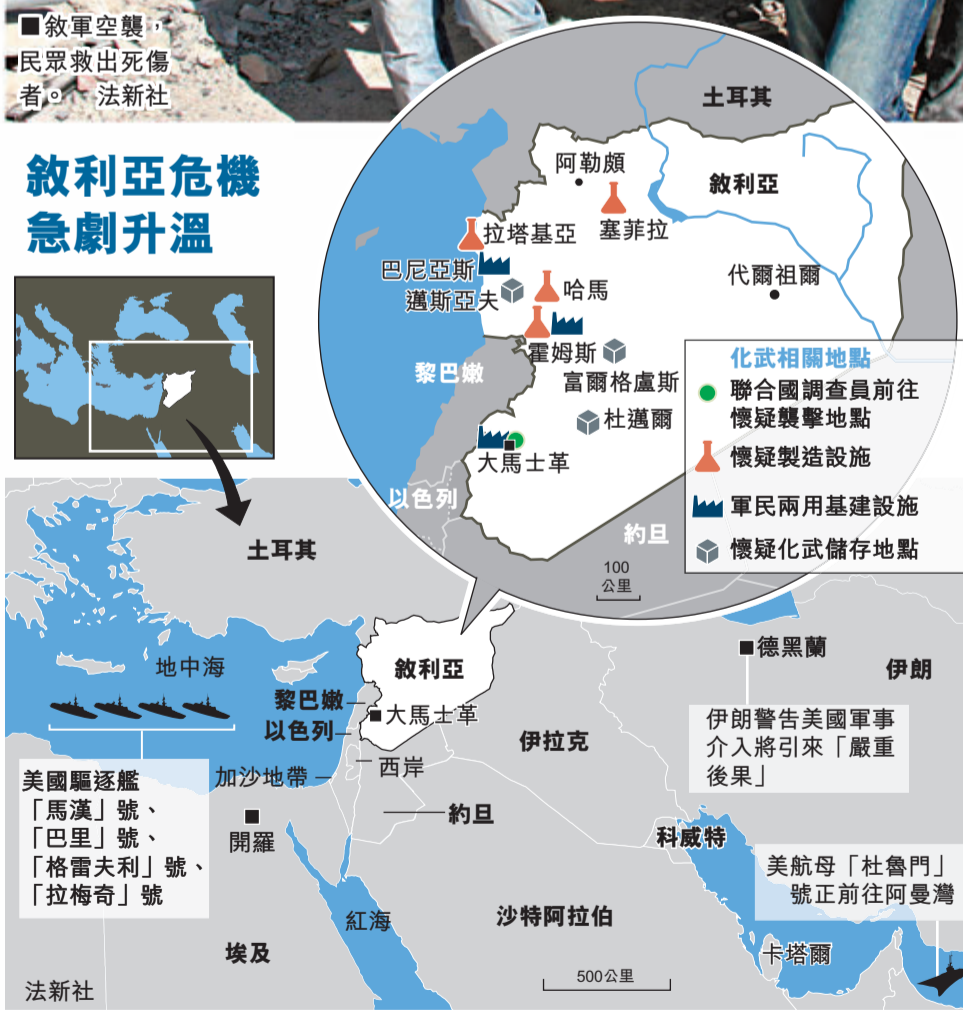 ■敘軍空襲，
民眾救出死傷
者。 法新社
敘利亞危機
急劇升溫
土耳其
阿勒頗
敘利亞
塞菲拉
拉塔基亞
巴尼亞斯
邁斯亞夫
哈馬
代爾祖爾
霍姆斯
黎巴嫩
富爾格盧斯
杜邁爾
大馬士革
以色列
約旦
100
公里
化武相關地點
聯合國調查員前往
懷疑襲擊地點
懷疑製造設施
軍民兩用基建設施
懷疑化武儲存地點
土耳其
地中海
敘利亞
黎巴嫩
大馬士革
以色列
西岸
加沙地帶
約旦
開羅
伊拉克
德黑蘭
伊朗
伊朗警告美國軍事
介入將引來「嚴重
後果」
美國驅逐艦
「馬漢」號、
「巴里」號、
「格雷夫利」號、
「拉梅奇」號
科威特
美航母「杜魯門」
號正前往阿曼灣
紅海
沙特阿拉伯
卡塔爾
埃及
500公里
法新社